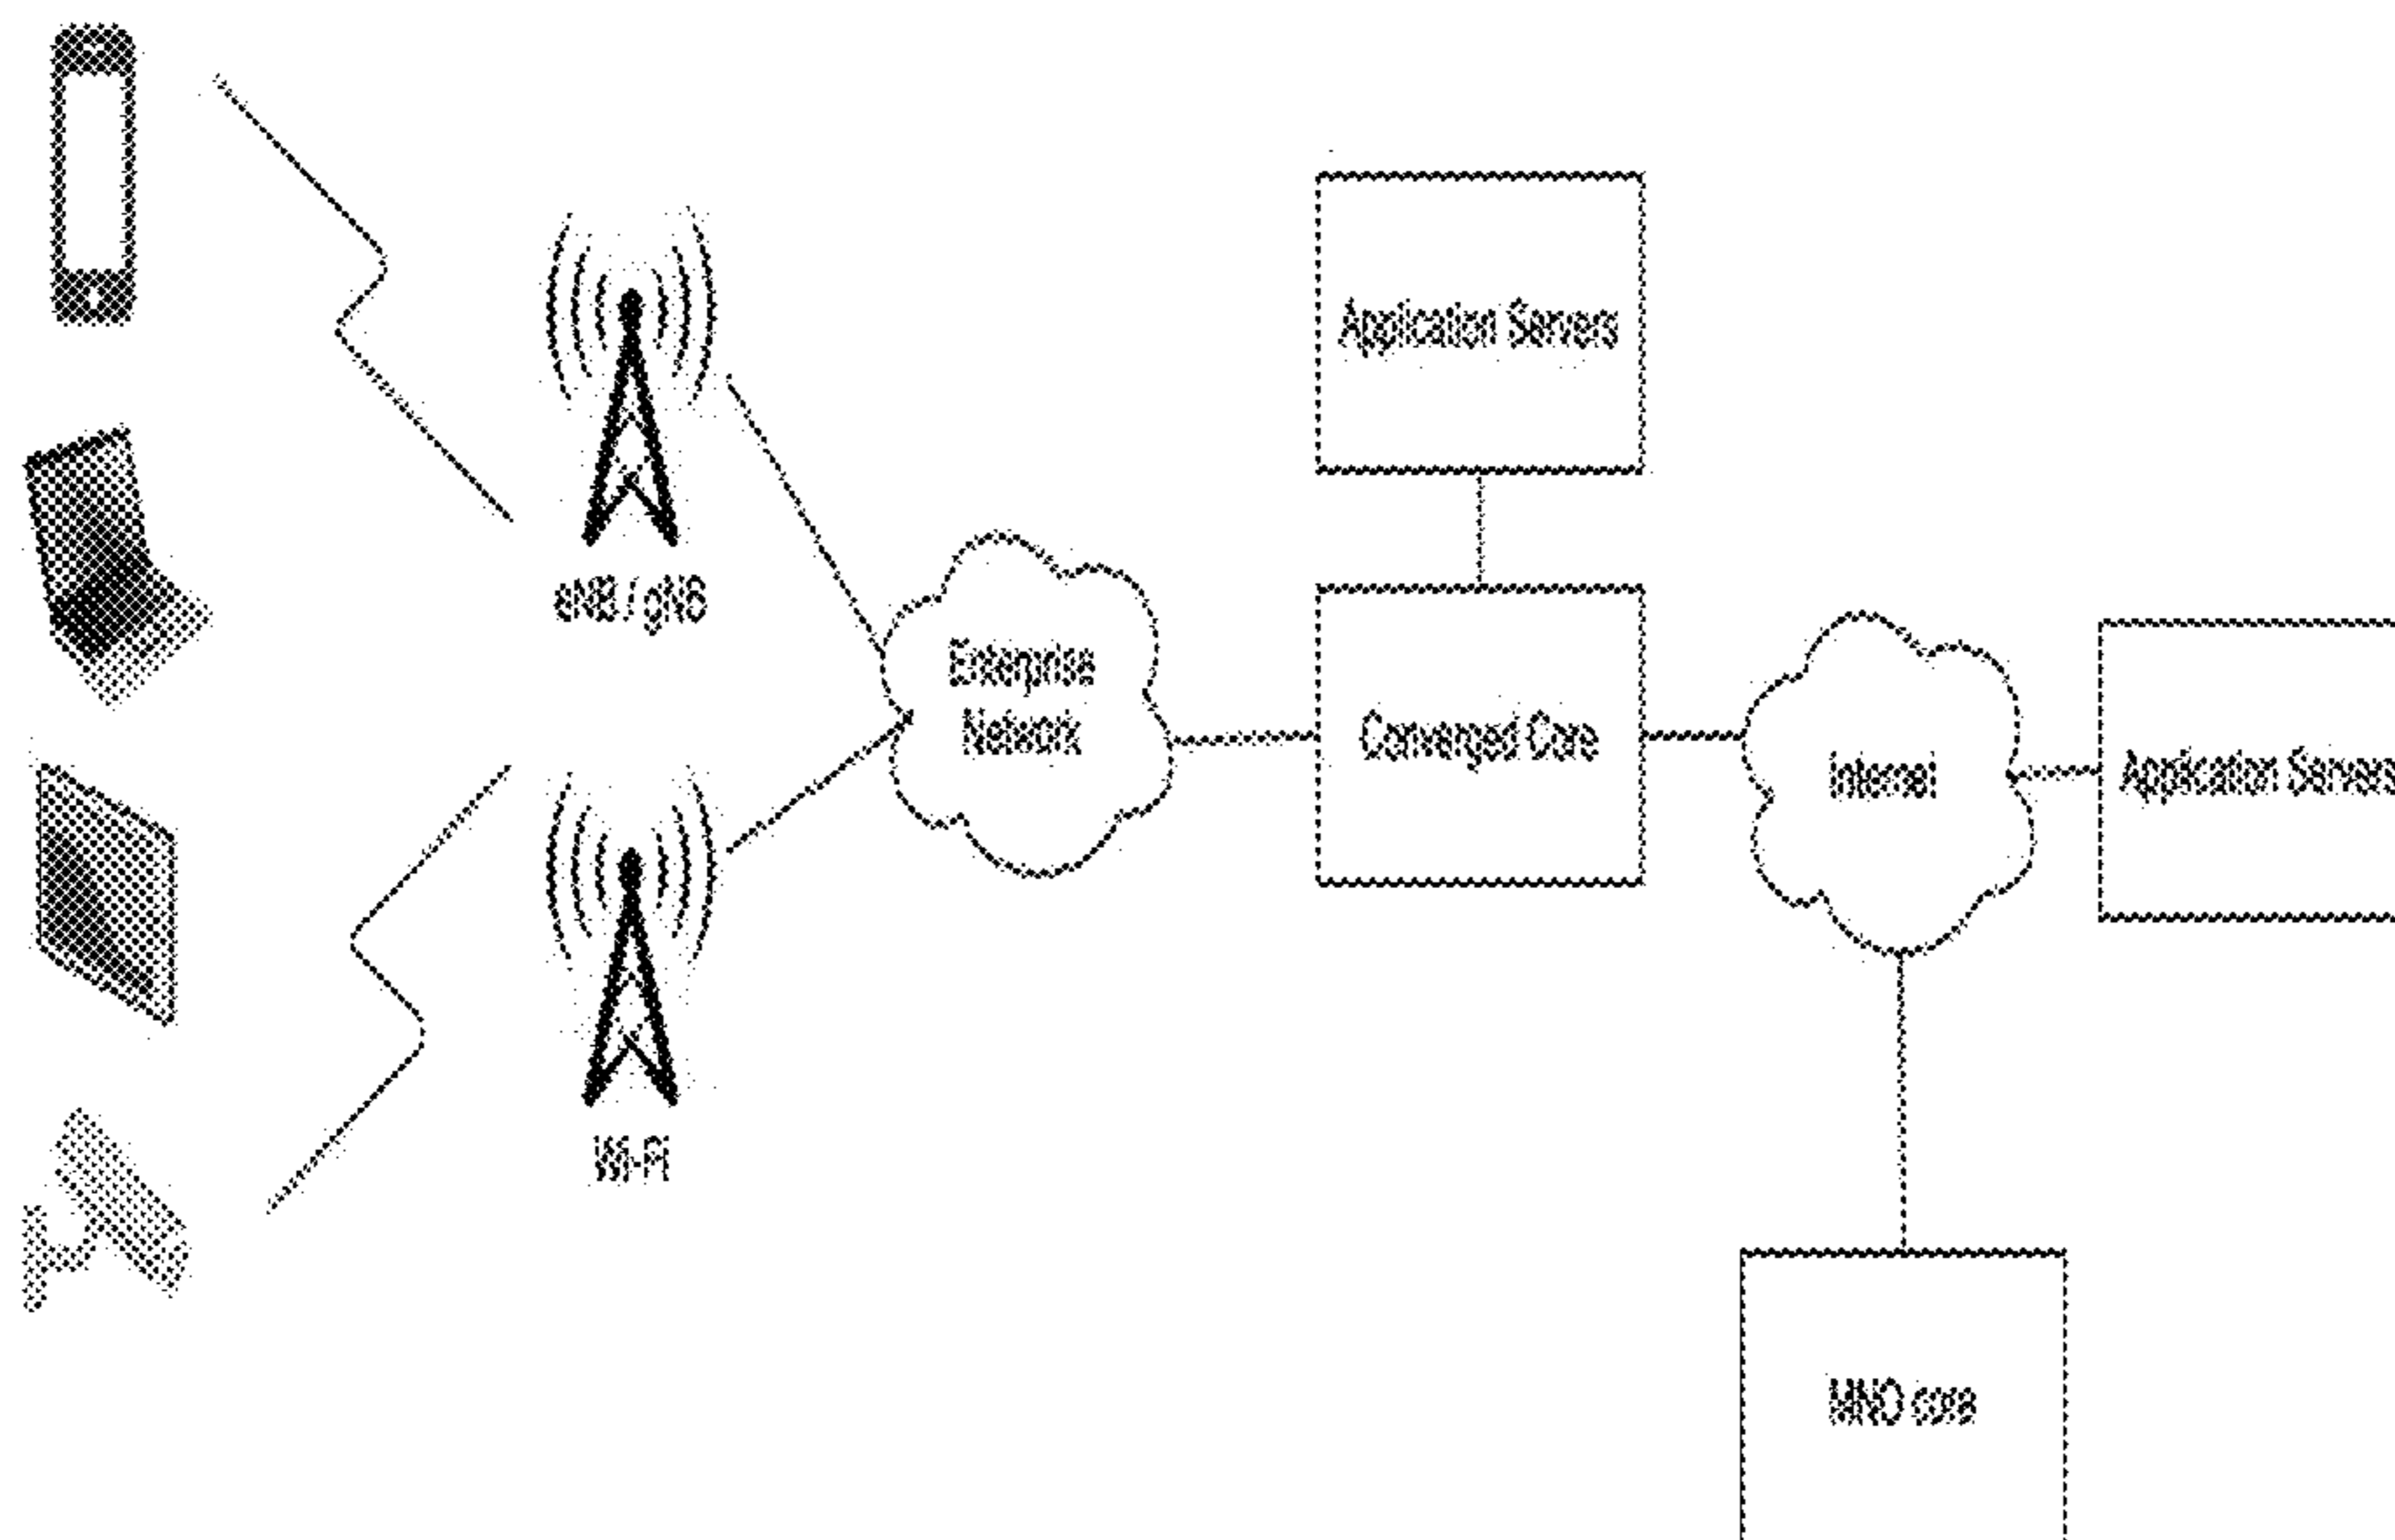 Application Servers
eNB / gNB
Enterprise
Network
Converged Core
Internet
Application Servers
Wi-Fi
MNO core